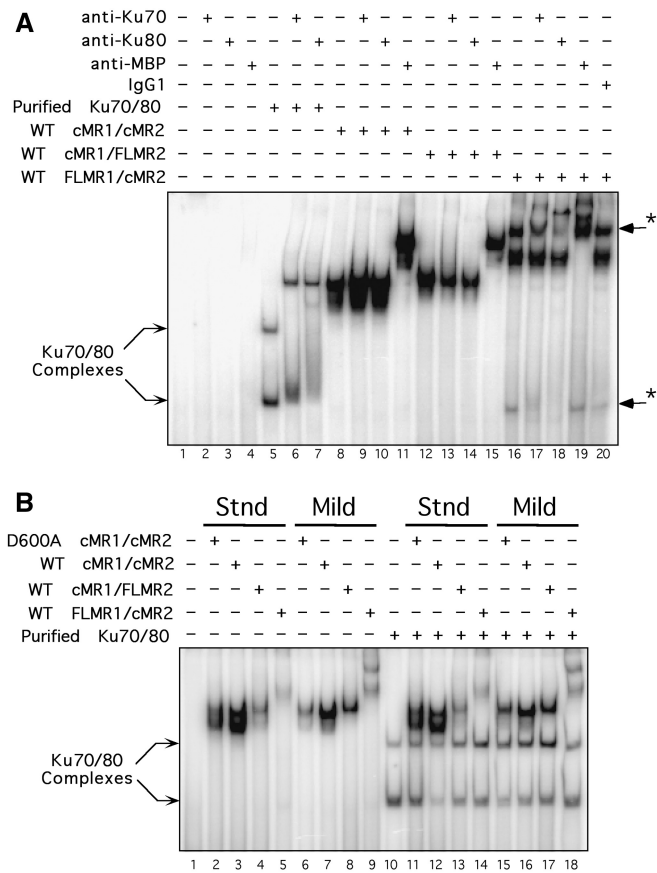 A
anti-Ku70 − + − − − + − − + − − − + − − − + − − −
anti-Ku80 − − + − − − + − − + − − − + − − − + − −
anti-MBP − − − + − − − − − − + − − − + − − − + −
IgG1 − − − − − − − − − − − − − − − − − − − +
Purified Ku70/80 − − − − + + + − − − − − − − − − − − − −
WT cMR1/cMR2 − − − − − − − + + + + − − − − − − − − −
WT cMR1/FLMR2 − − − − − − − − − − − + + + + − − − − −
WT FLMR1/cMR2 − − − − − − − − − − − − − − − + + + + +
*
Ku70/80
Complexes
*
1 2 3 4 5 6 7 8 9 10 11 12 13 14 15 16 17 18 19 20
B
Stnd Mild Stnd Mild
D600A cMR1/cMR2 − + − − − + − − − − + − − − + − − −
WT cMR1/cMR2 − − + − − − + − − − − + − − − + − −
WT cMR1/FLMR2 − − − + − − − + − − − − + − − − + −
WT FLMR1/cMR2 − − − − + − − − + − − − − + − − − +
Purified Ku70/80 − − − − − − − − − + + + + + + + + +
Ku70/80
Complexes
1 2 3 4 5 6 7 8 9 10 11 12 13 14 15 16 17 18